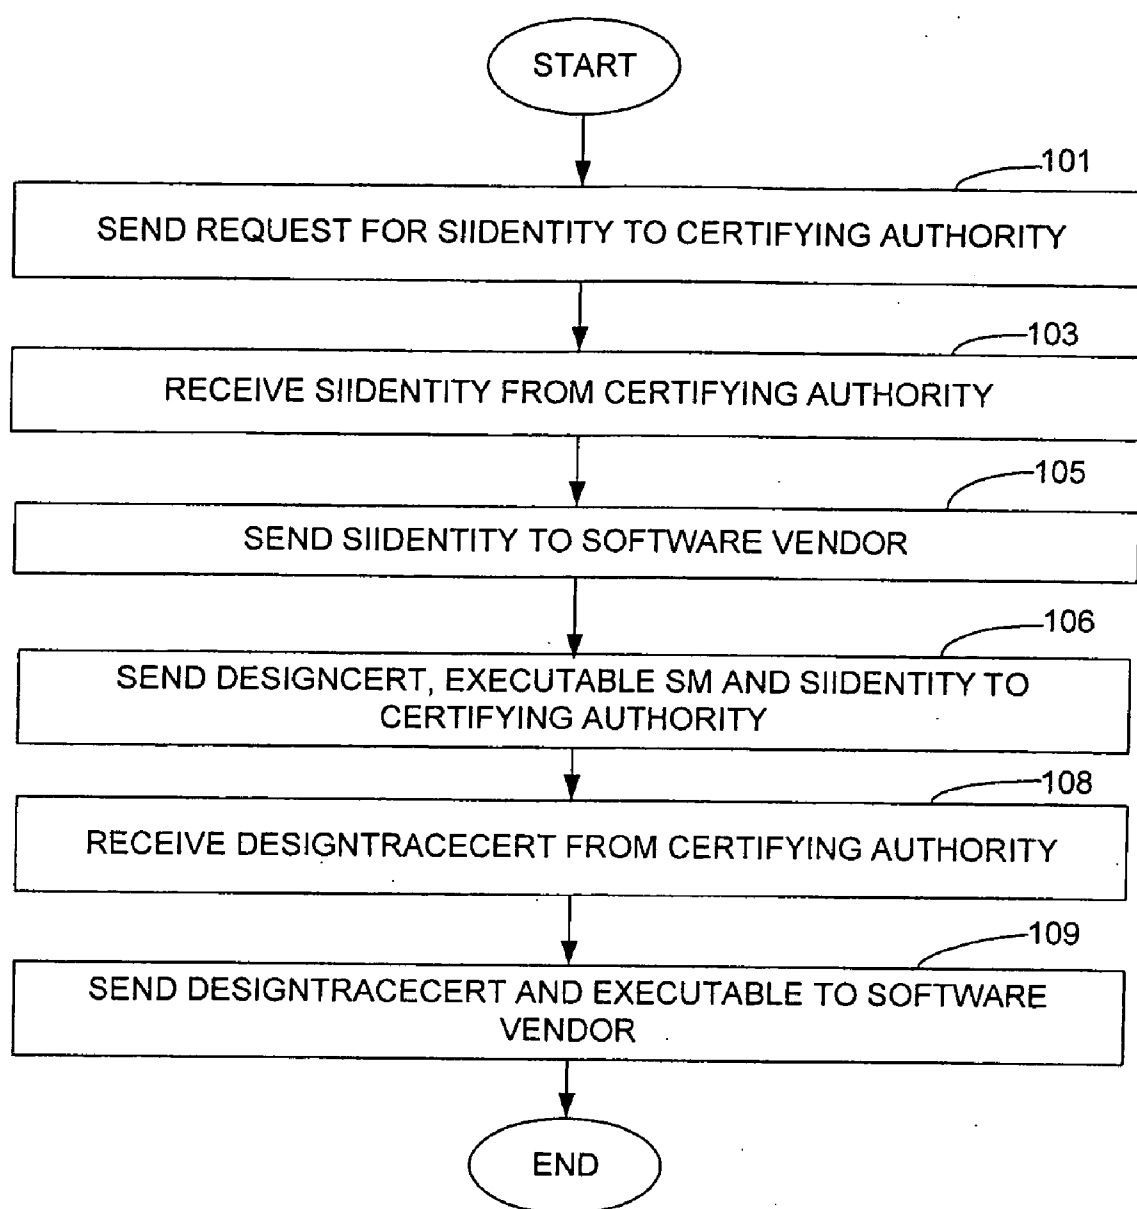 START
101
SEND REQUEST FOR SIIDENTITY TO CERTIFYING AUTHORITY
103
RECEIVE SIIDENTITY FROM CERTIFYING AUTHORITY
105
SEND SIIDENTITY TO SOFTWARE VENDOR
106
SEND DESIGNCERT, EXECUTABLE SM AND SIIDENTITY TO
CERTIFYING AUTHORITY
108
RECEIVE DESIGNTRACECERT FROM CERTIFYING AUTHORITY
109
SEND DESIGNTRACECERT AND EXECUTABLE TO SOFTWARE
VENDOR
END